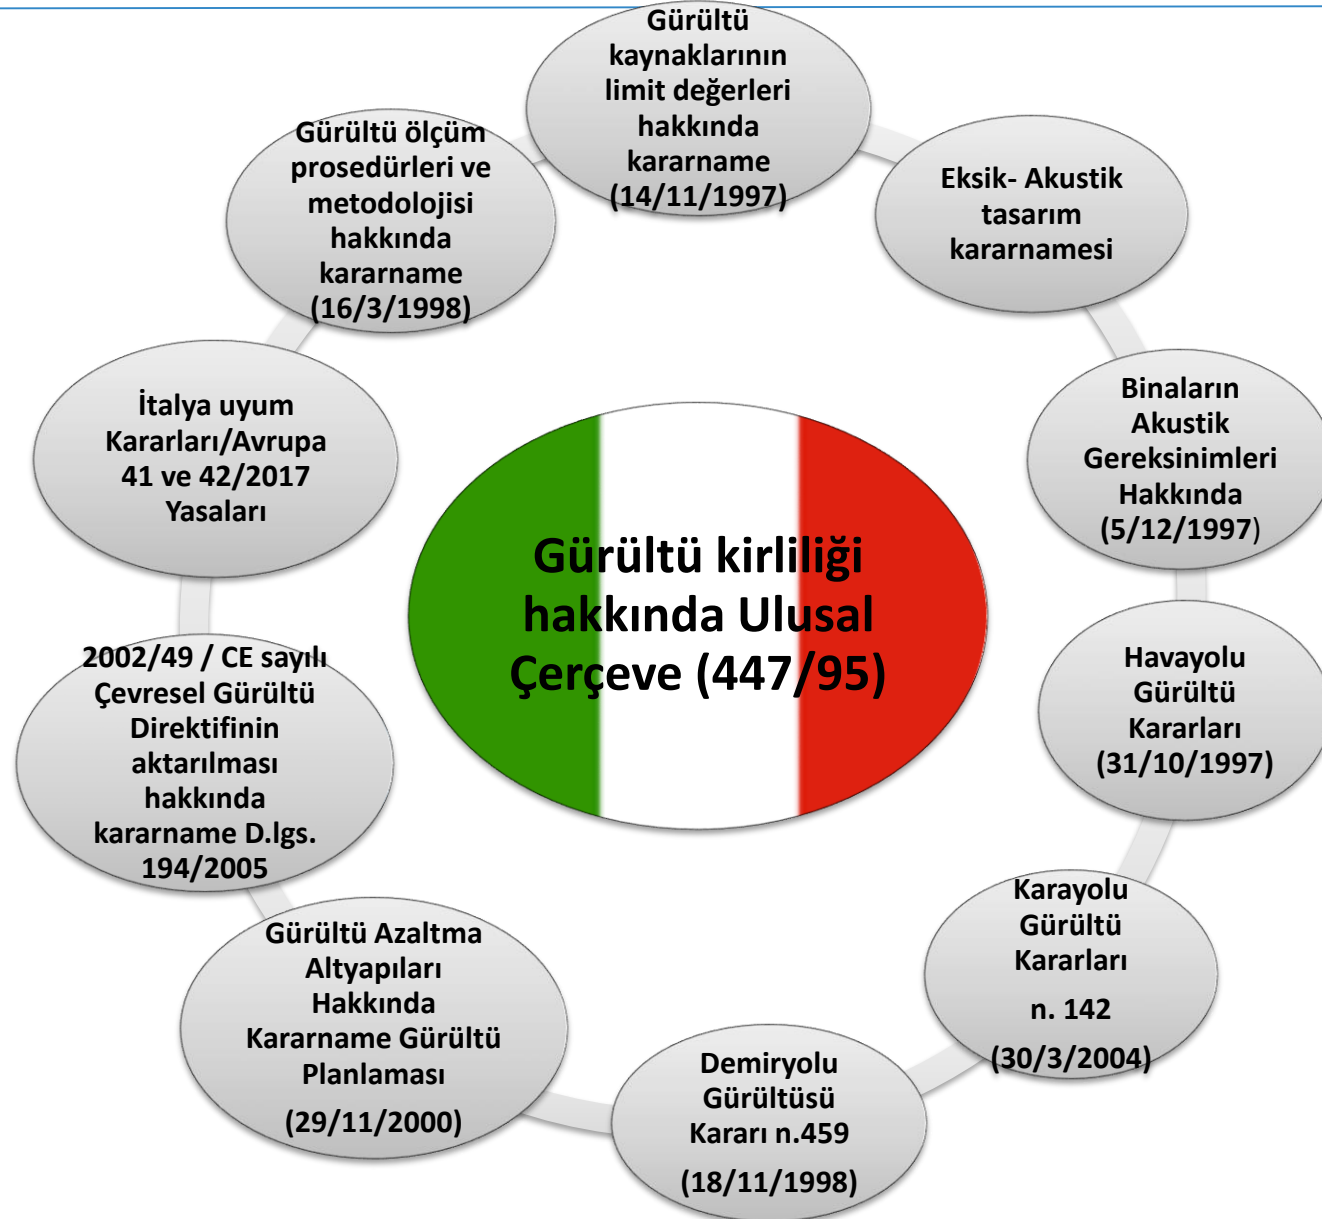 Gürültü
kaynaklarının
limit değerleri
hakkında
kararname
(14/11/1997)
Eksik- Akustik
tasarım
kararnamesi
Binaların
Akustik
Gereksinimleri
Hakkında
(5/12/1997)
Havayolu
Gürültü
Kararları
(31/10/1997)
Karayolu
Gürültü
Kararları
n. 142
(30/3/2004)
Demiryolu
Gürültüsü
Kararı n.459
(18/11/1998)
Gürültü Azaltma
Altyapıları
Hakkında
Kararname Gürültü
Planlaması
(29/11/2000)
2002/49 / CE sayılı
Çevresel Gürültü
Direktifinin
aktarılması
hakkında
kararname D.lgs.
194/2005
İtalya uyum
Kararları/Avrupa
41 ve 42/2017
Yasaları
Gürültü ölçüm
prosedürleri ve
metodolojisi
hakkında
kararname
(16/3/1998)
Gürültü kirliliği
hakkında Ulusal
Çerçeve (447/95)